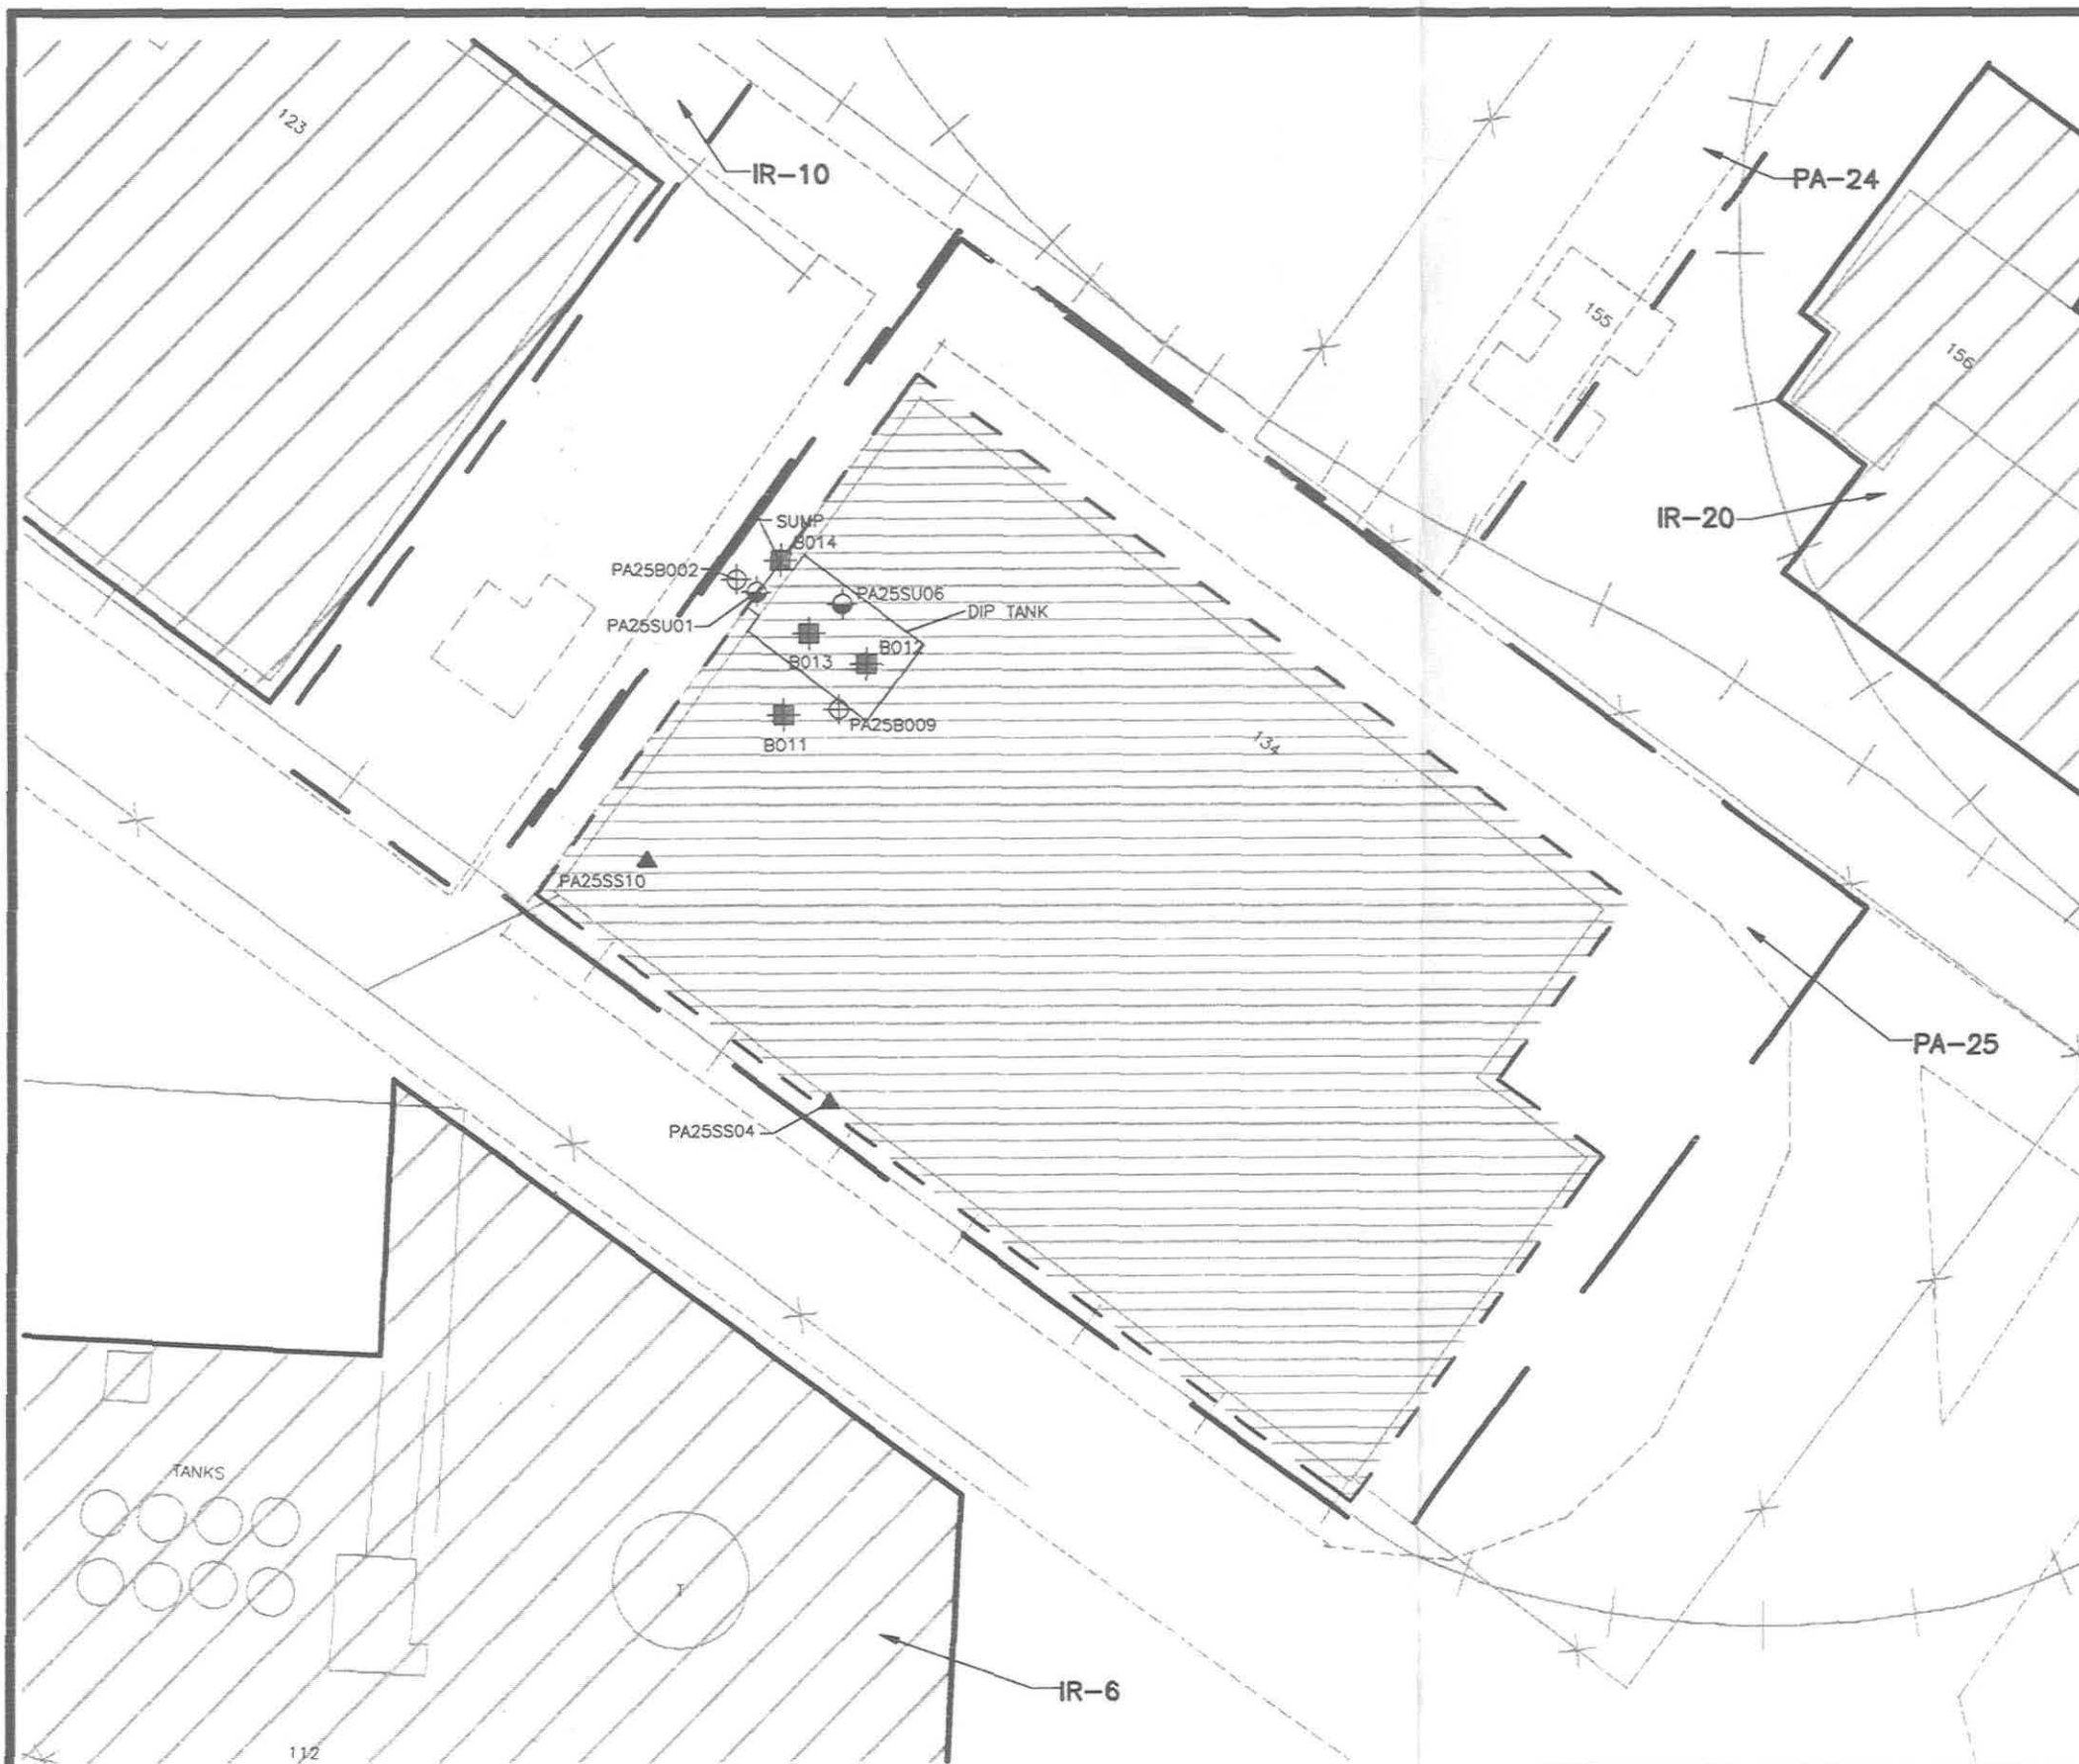 123
IR-10
PA-24
155
156
IR-20
SUMP
B014
PA25B002
PA25SU06
DIP TANK
PA25SU01
B013
B012
PA25B009
B011
134
PA25SS10
PA-25
PA25SS04
TANKS
T
IR-6
112